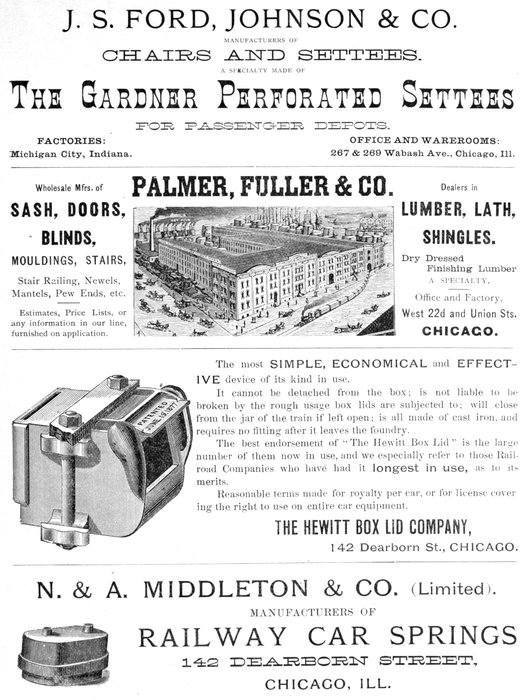 J. S. FORD, JOHNSON & CO.
MANUFACTURERS OF
CHAIRS AND SETTEES.
A SPECIALTY MADE OF
THE GARDNER PERFORATED SETTEES
FOR PASSENGER DEPOTS.
FACTORIES:
Michigan City, Indiana.
OFFICE AND WAREROOMS:
267 & 269 Wabash Ave., Chicago, Ill.
PALMER, FULLER & CO.
Wholesale Mfrs. of
SASH, DOORS,
BLINDS,
MOULDINGS, STAIRS,
Stair Railing, Newels,
Mantels, Pew Ends, etc.
Estimates, Price Lists, or
any information in our line,
furnished on application.
Dealers in
LUMBER, LATH,
SHINGLES.
Dry Dressed
Finishing Lumber
A SPECIALTY.
Office and Factory,
West 22d and Union Sts.
CHICAGO.
PATENTED
The most SIMPLE, ECONOMICAL and EFFECT-
IVE device of its kind in use.
It cannot be detached from the box; is not liable to be
broken by the rough usage box lids are subjected to; will close
from the jar of the train if left open; is all made of cast iron, and
requires no fitting after it leaves the foundry.
The best endorsement of "The Hewitt Box Lid" is the large
number of them now in use, and we especially refer to those Rail-
road Companies who have had it longest in use, as to its
merits.
Reasonable terms made for royalty per car, or for license cover
ing the right to use on entire car equipment.
THE HEWITT BOX LID COMPANY,
142 Dearborn St., CHICAGO.
N. & A. MIDDLETON & CO. (Limited).
MANUFACTURERS OF
RAILWAY CAR SPRINGS
142 DEARBORN STREET,
CHICAGO, ILL.